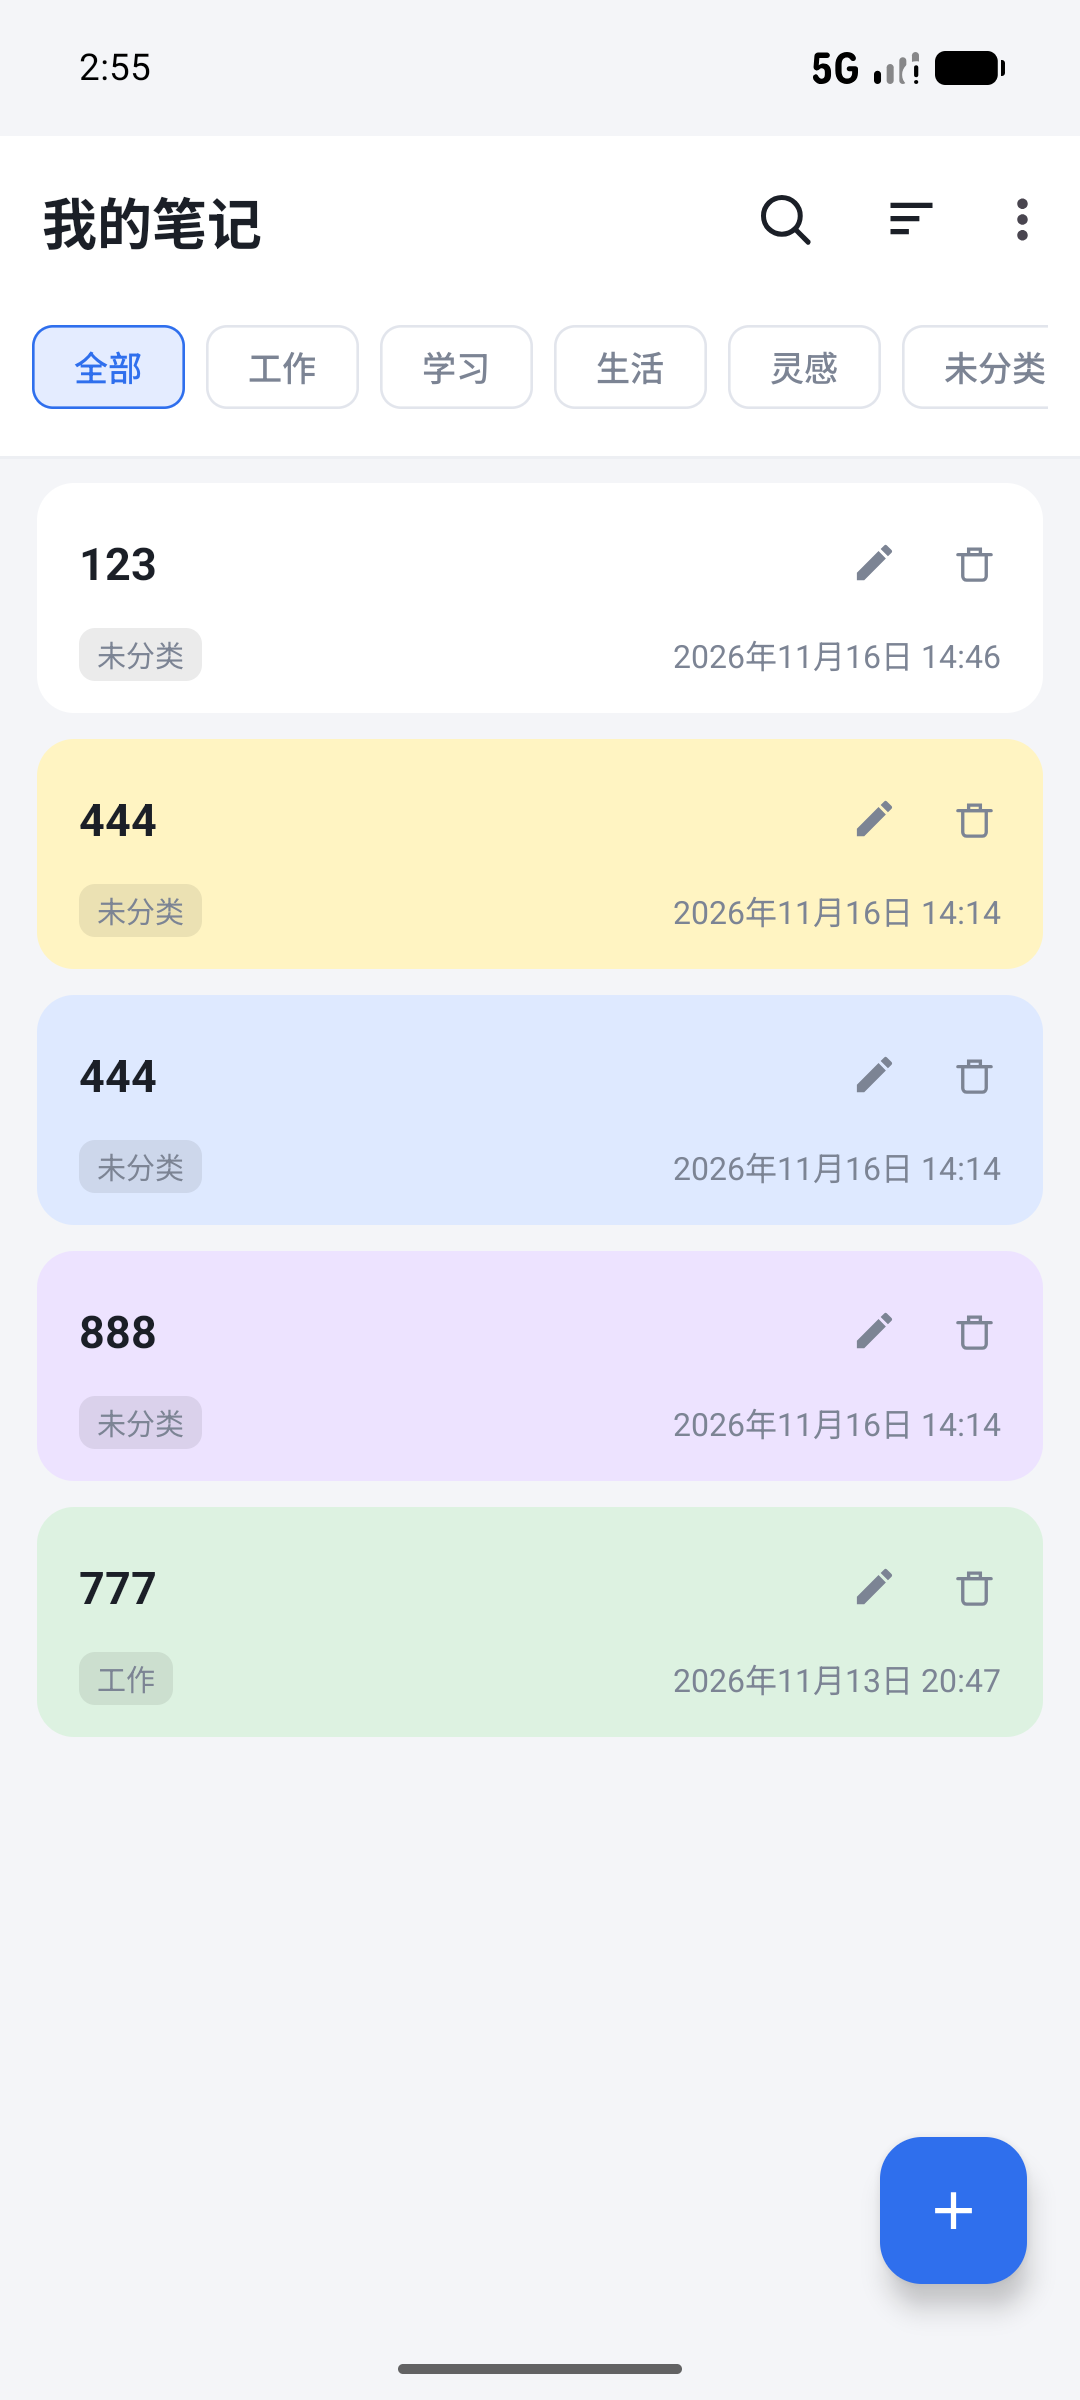 2:55
5G
我的笔记
全部
工作
学习
生活
灵感
未分类
123
未分类
2026年11月16日 14:46
444
未分类
2026年11月16日 14:14
444
未分类
2026年11月16日 14:14
888
未分类
2026年11月16日 14:14
777
工作
2026年11月13日 20:47